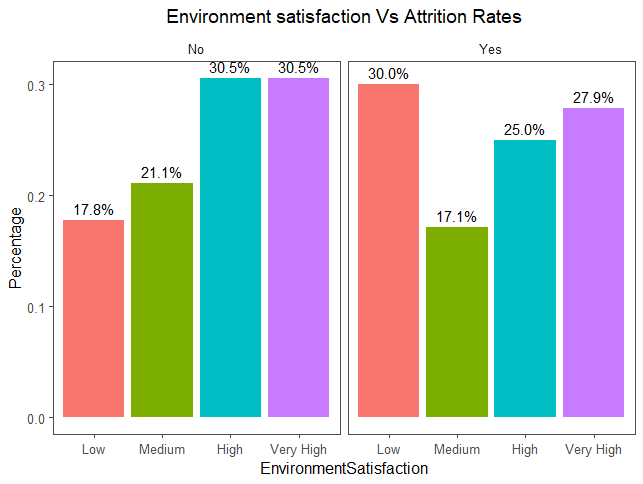 Environment satisfaction Vs Attrition Rates
No
Yes
30.5% 30.5%
30.0%
27.9%
25.0%
21.1%
17.8%
17.1%
0.3
0.2
0.1
0.0
Percentage
Low Medium High Very High
Low Medium High Very High
EnvironmentSatisfaction